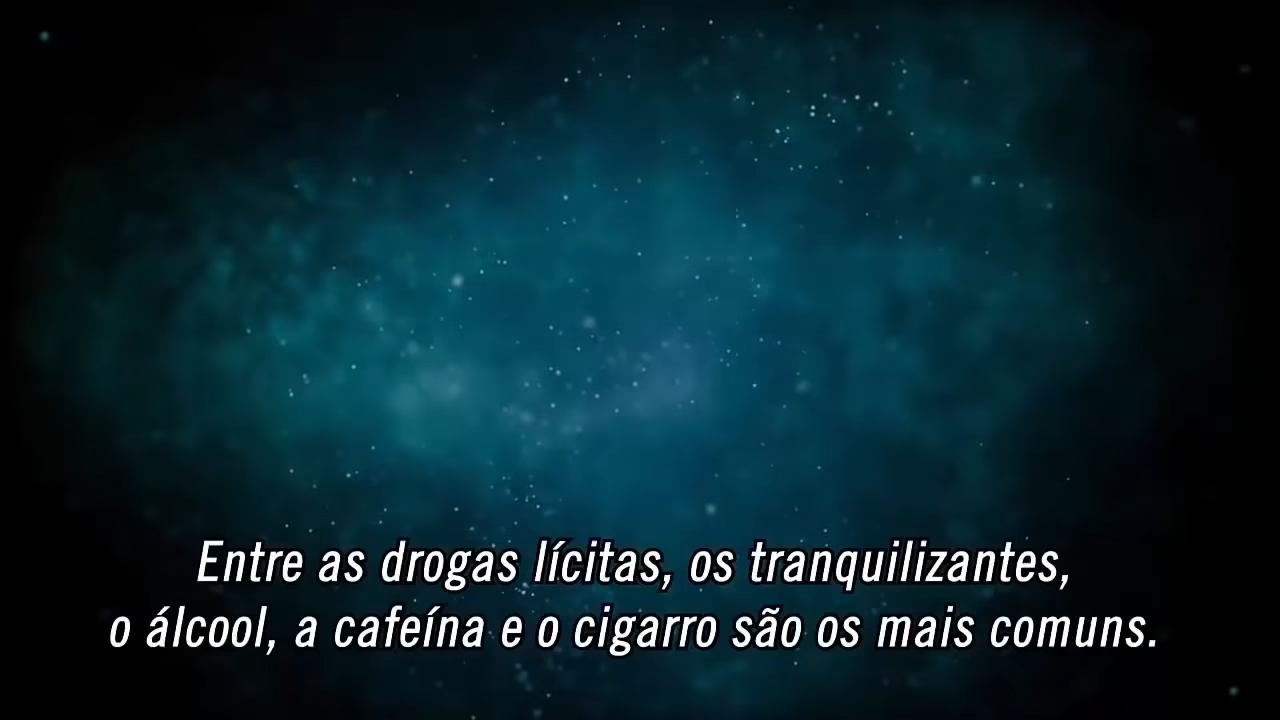 Entre as drogas lícitas, os tranquilizantes,
o álcool, a cafeína e o cigarro são os mais comuns.